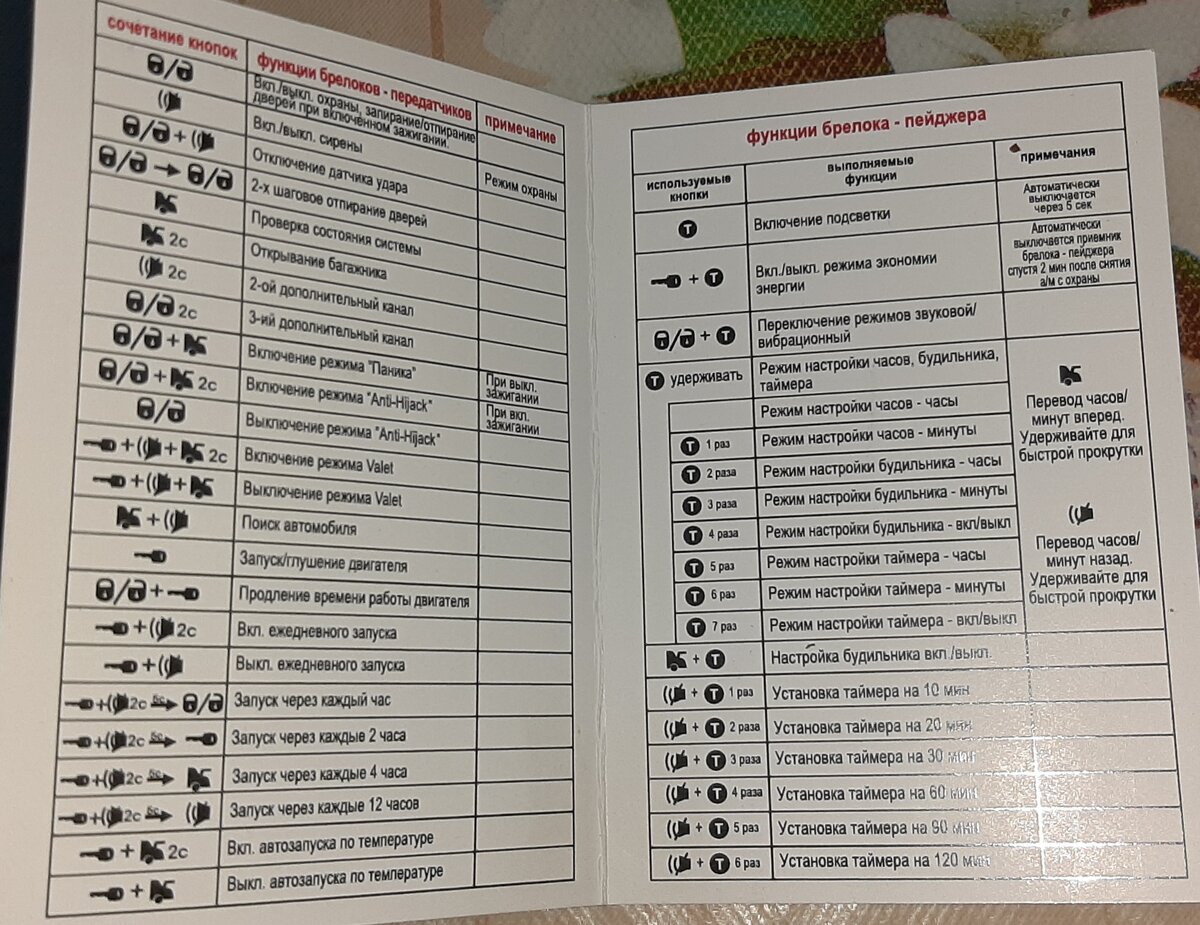 сочетание кнопок функции брелоков - передатчиков примечание
Вкл./выкл. охраны, запирание/отпирание
дверей при включенном зажигании.
Вкл./выкл. сирены
+ Отключение датчика удара Режим охраны
2-х шаговое отпирание дверей
Проверка состояния системы
2с Открывание багажника
2с 2-ой дополнительный канал
2с 3-ий дополнительный канал
+ Включение режима "Паника" При выкл.
зажигании
+ 2с Включение режима "Anti-Hijack" При вкл.
зажигании
Выключение режима "Anti-Hijack"
+ + 2с Включение режима Valet
+ + Выключение режима Valet
+ Поиск автомобиля
Запуск/глушение двигателя
+ Продление времени работы двигателя
+ 2с Вкл. ежедневного запуска
+ Выкл. ежедневного запуска
+ 2с 5с Запуск через каждый час
+ 2с 5с Запуск через каждые 2 часа
+ 2с 5с Запуск через каждые 4 часа
+ 2с 5с Запуск через каждые 12 часов
+ 2с Вкл. автозапуска по температуре
+ Выкл. автозапуска по температуре
функции брелока - пейджера
используемые
кнопки
выполняемые
функции
примечания
T Включение подсветки
Автоматически
выключается
через 5 сек
+ T Вкл./выкл. режима экономии
энергии
Автоматически
выключается приемник
брелока - пейджера
спустя 2 мин после снятия
а/м с охраны
+ T Переключение режимов звуковой/
вибрационный
T удерживать Режим настройки часов, будильника,
таймера
Режим настройки часов - часы
T 1 раз Режим настройки часов - минуты
T 2 раза Режим настройки будильника - часы
T 3 раза Режим настройки будильника - минуты
T 4 раза Режим настройки будильника - вкл/выкл
T 5 раз Режим настройки таймера - часы
T 6 раз Режим настройки таймера - минуты
T 7 раз Режим настройки таймера - вкл/выкл
Перевод часов/
минут вперед.
Удерживайте для
быстрой прокрутки
Перевод часов/
минут назад.
Удерживайте для
быстрой прокрутки
+ T Настройка будильника вкл./выкл.
+ T 1 раз Установка таймера на 10 мин
+ T 2 раза Установка таймера на 20 мин
+ T 3 раза Установка таймера на 30 мин
+ T 4 раза Установка таймера на 60 мин
+ T 5 раз Установка таймера на 90 мин
+ T 6 раз Установка таймера на 120 мин